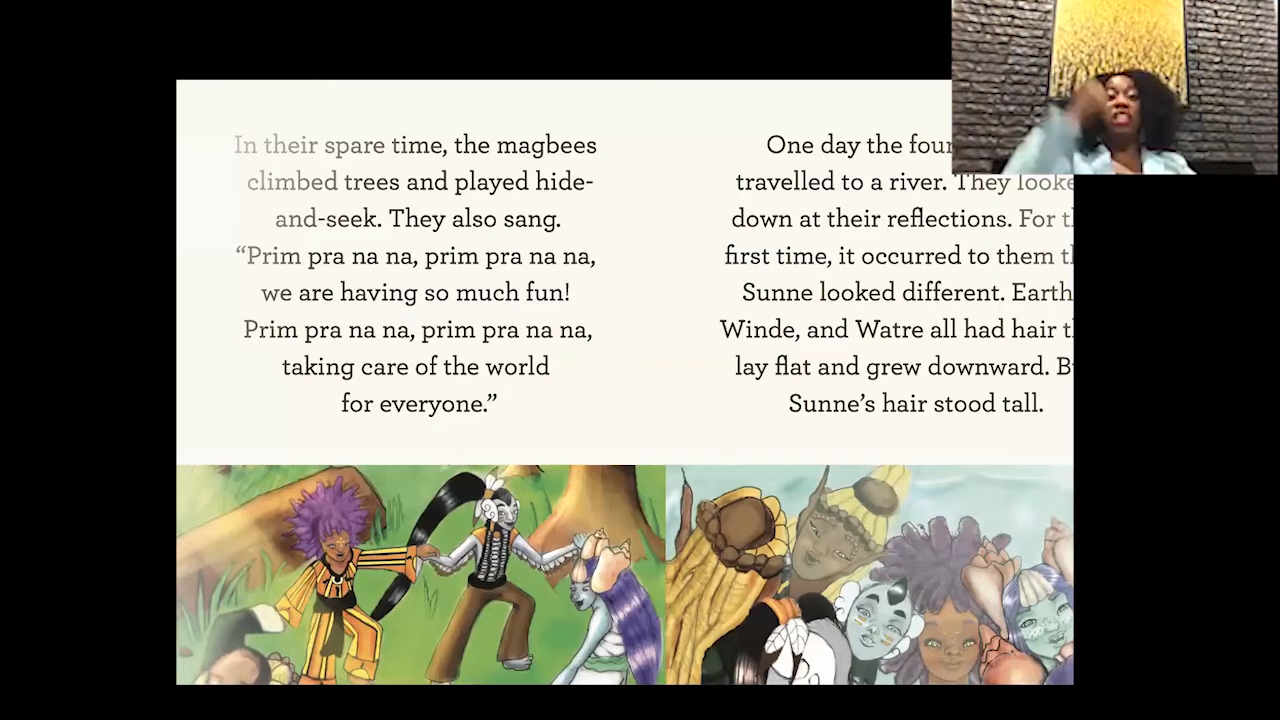 In their spare time, the magbees
climbed trees and played hide-
and-seek. They also sang.
“Prim pra na na, prim pra na na,
we are having so much fun!
Prim pra na na, prim pra na na,
taking care of the world
for everyone.”
One day the four
travelled to a river. They
down at their reflections. For
first time, it occurred to them
Sunne looked different.
Winde, and Watre all had hair
lay flat and grew downward.
Sunne’s hair stood tall.